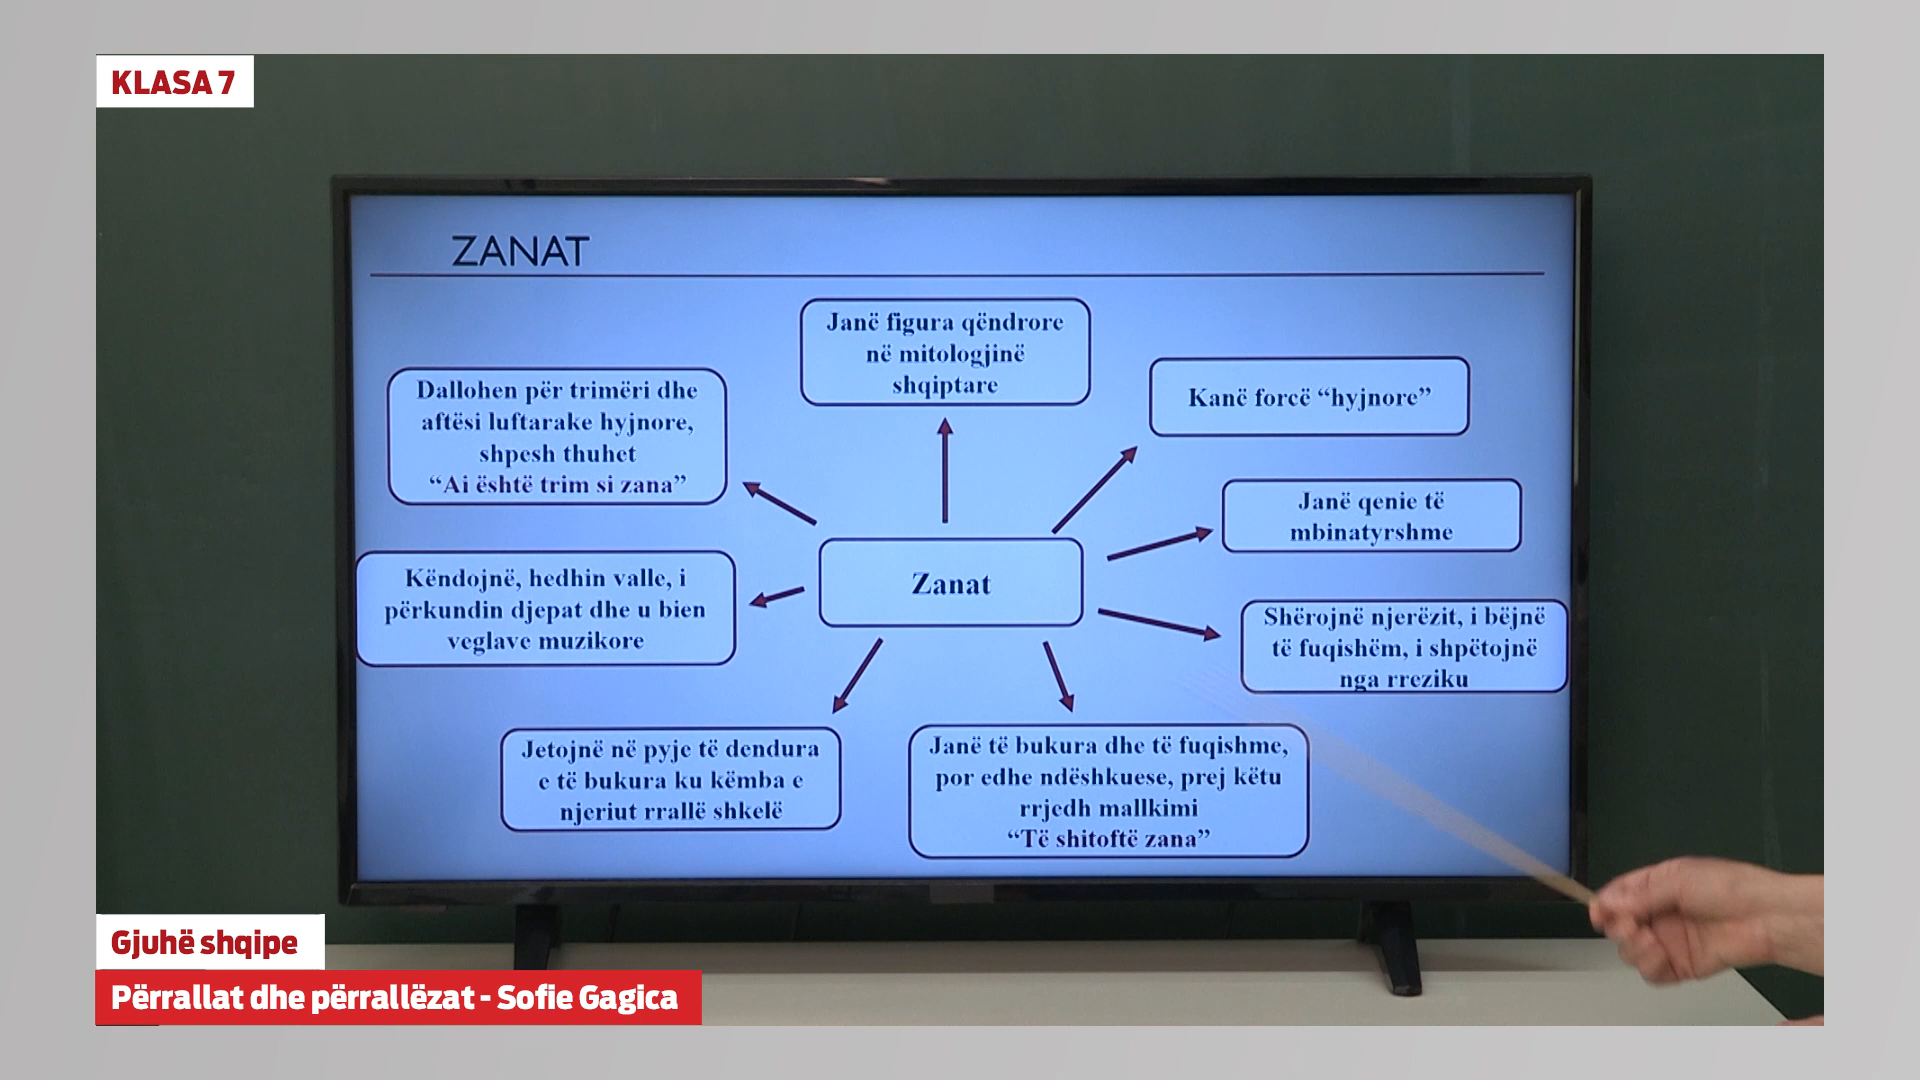 KLASA 7
ZANAT
Janë figura qëndrore
në mitologjinë
shqiptare
Dallohen për trimëri dhe
aftësi luftarake hyjnore,
shpesh thuhet
“Ai është trim si zana”
Kanë forcë “hyjnore”
Janë qenie të
mbinatyrshme
Zanat
Këndojnë, hedhin valle, i
përkundin djepat dhe u bien
veglave muzikore
Shërojnë njerëzit, i bëjnë
të fuqishëm, i shpëtojnë
nga rreziku
Jetojnë në pyje të dendura
e të bukura ku këmba e
njeriut rrallë shkelë
Janë të bukura dhe të fuqishme,
por edhe ndëshkuese, prej këtu
rrjedh mallkimi
“Të shitoftë zana”
Gjuhë shqipe
Përrallat dhe përrallëzat - Sofie Gagica